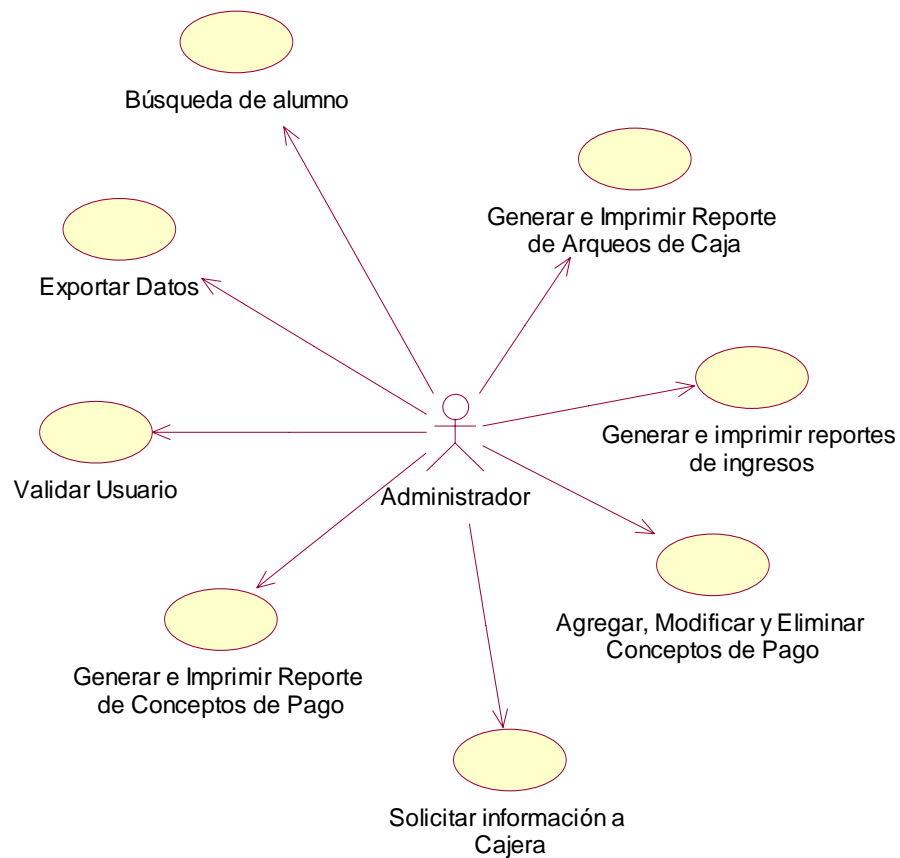 Búsqueda de alumno
Generar e Imprimir Reporte
de Arqueos de Caja
Exportar Datos
Generar e imprimir reportes
de ingresos
Validar Usuario
Administrador
Agregar, Modificar y Eliminar
Conceptos de Pago
Generar e Imprimir Reporte
de Conceptos de Pago
Solicitar información a
Cajera